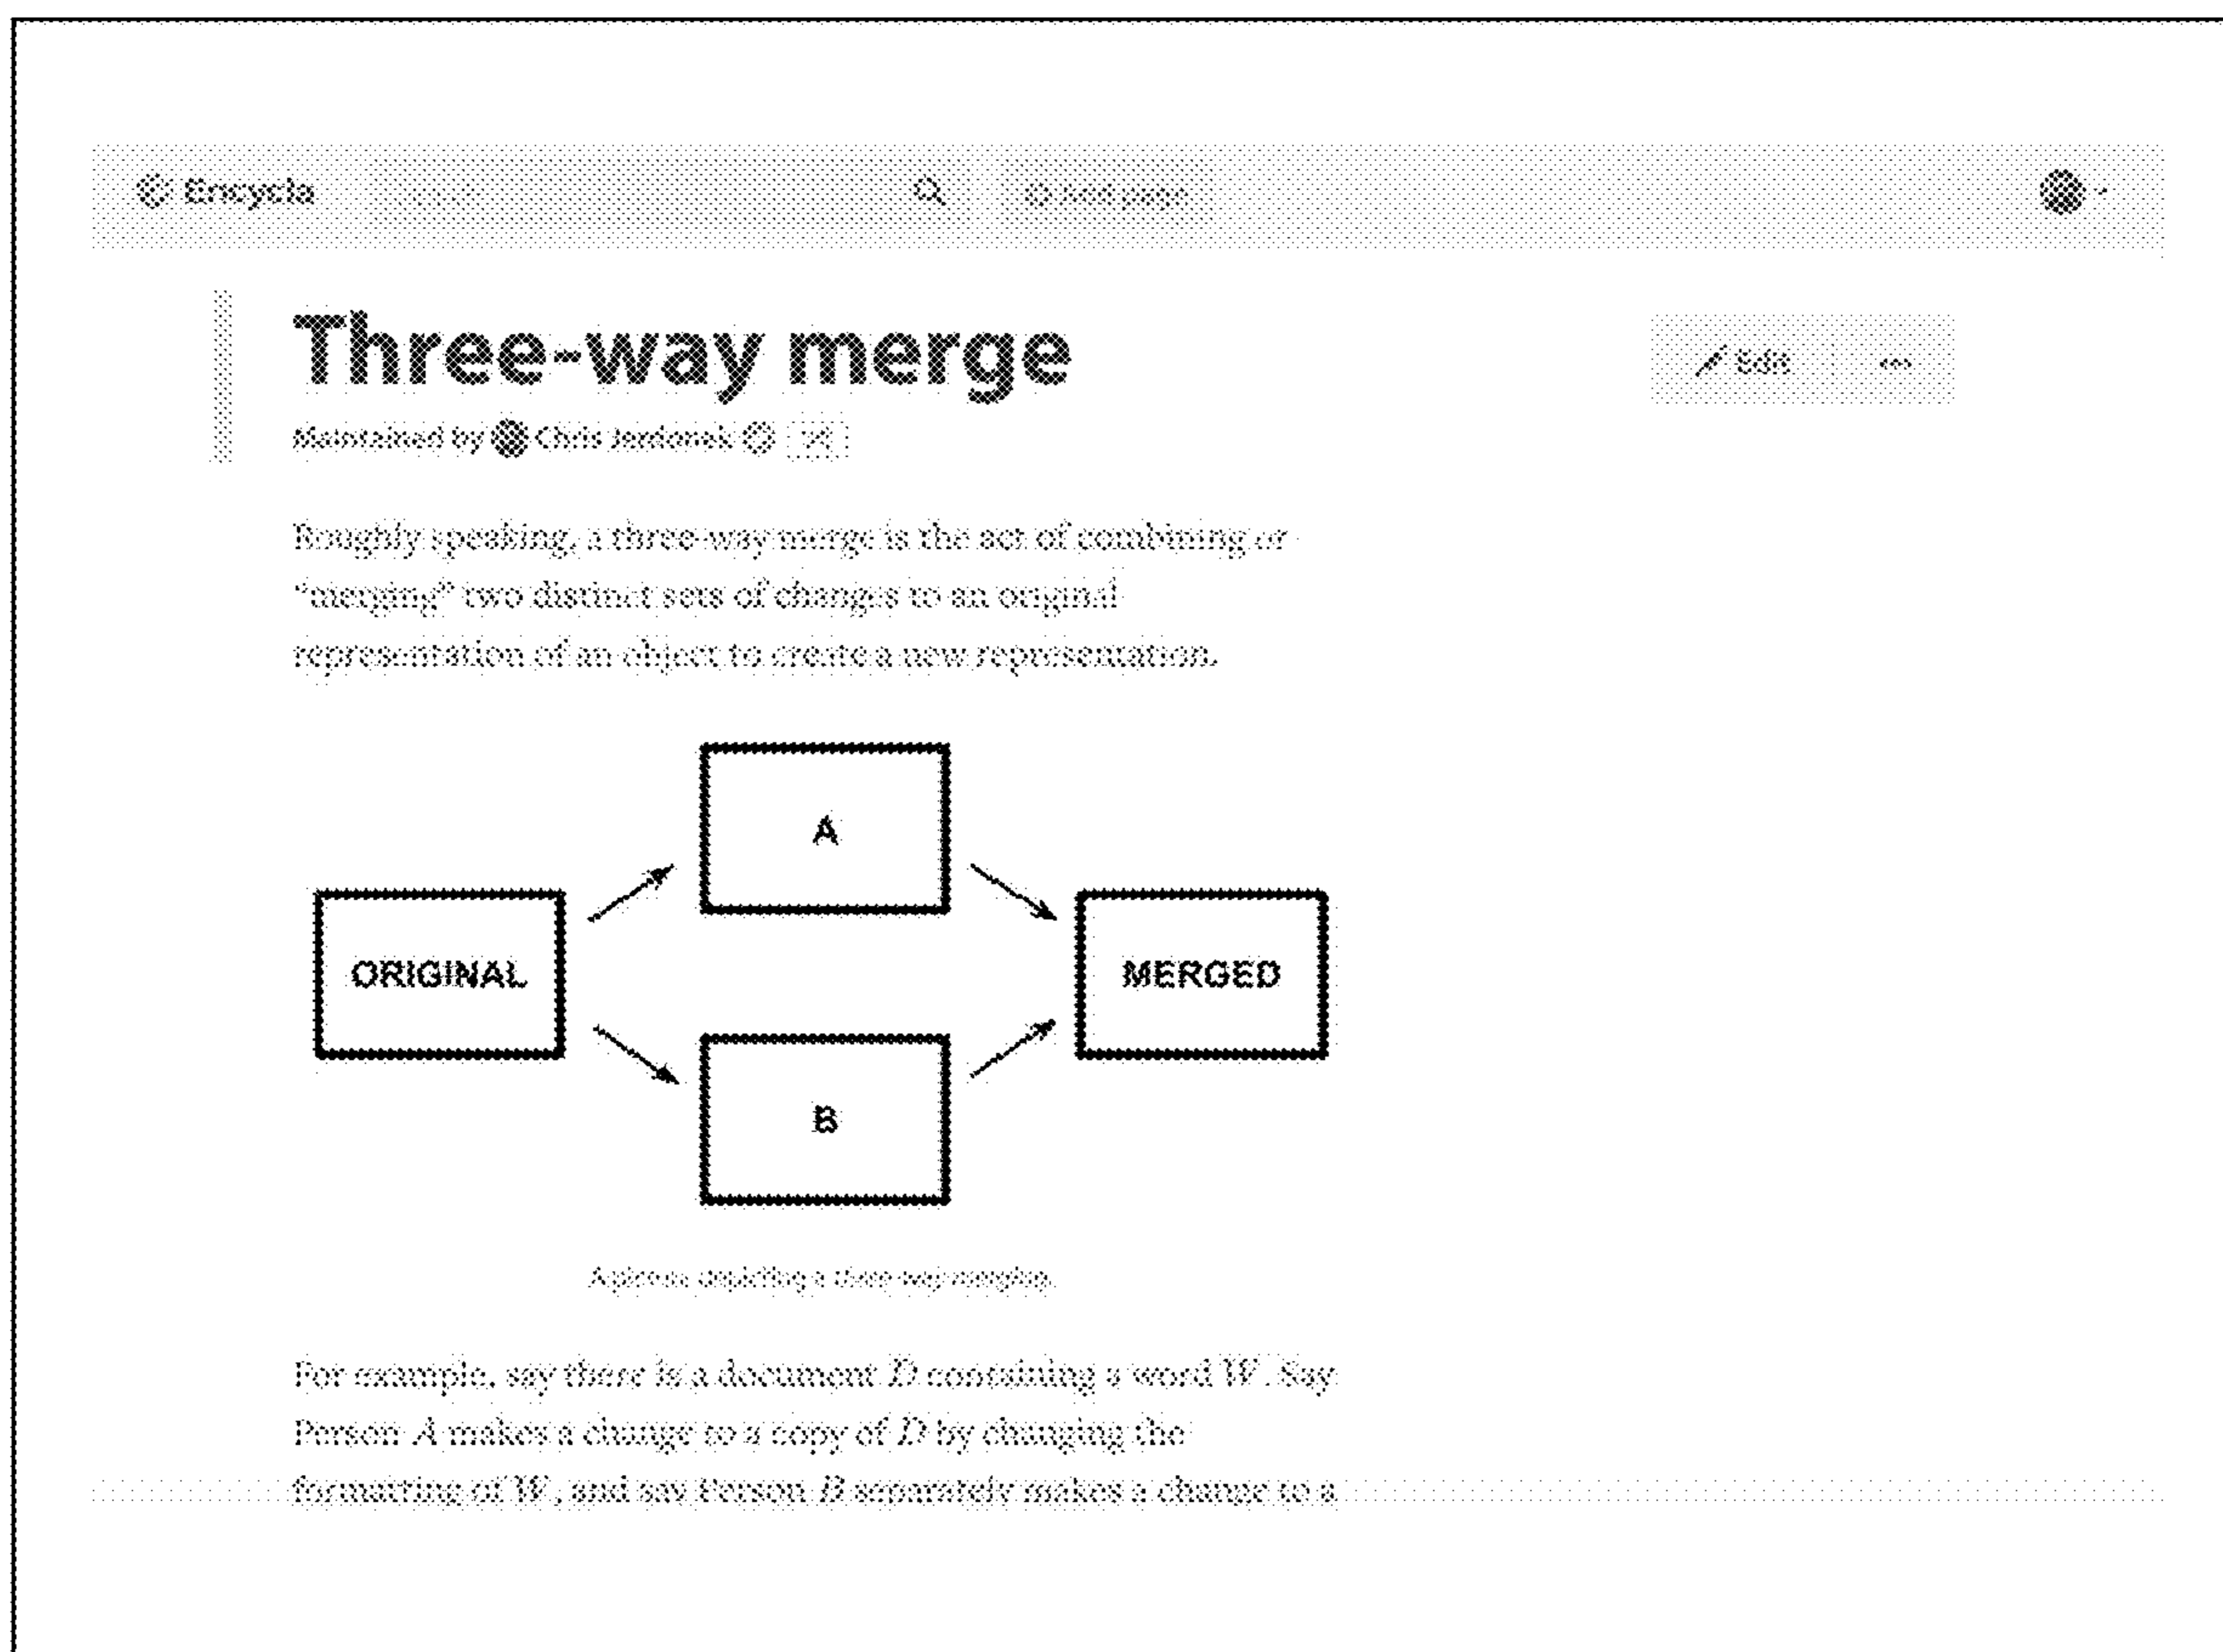 Encycla
Add page
Three-way merge
Edit
Maintained by Chris Jerdonek
Roughly speaking, a three-way merge is the act of combining or
“merging” two distinct sets of changes to an original
representation of an object to create a new representation.
A
ORIGINAL
MERGED
B
For example, say there is a document D containing a word W. Say
Person A makes a change to a copy of D by changing the
formatting of W, and say Person B separately makes a change to a